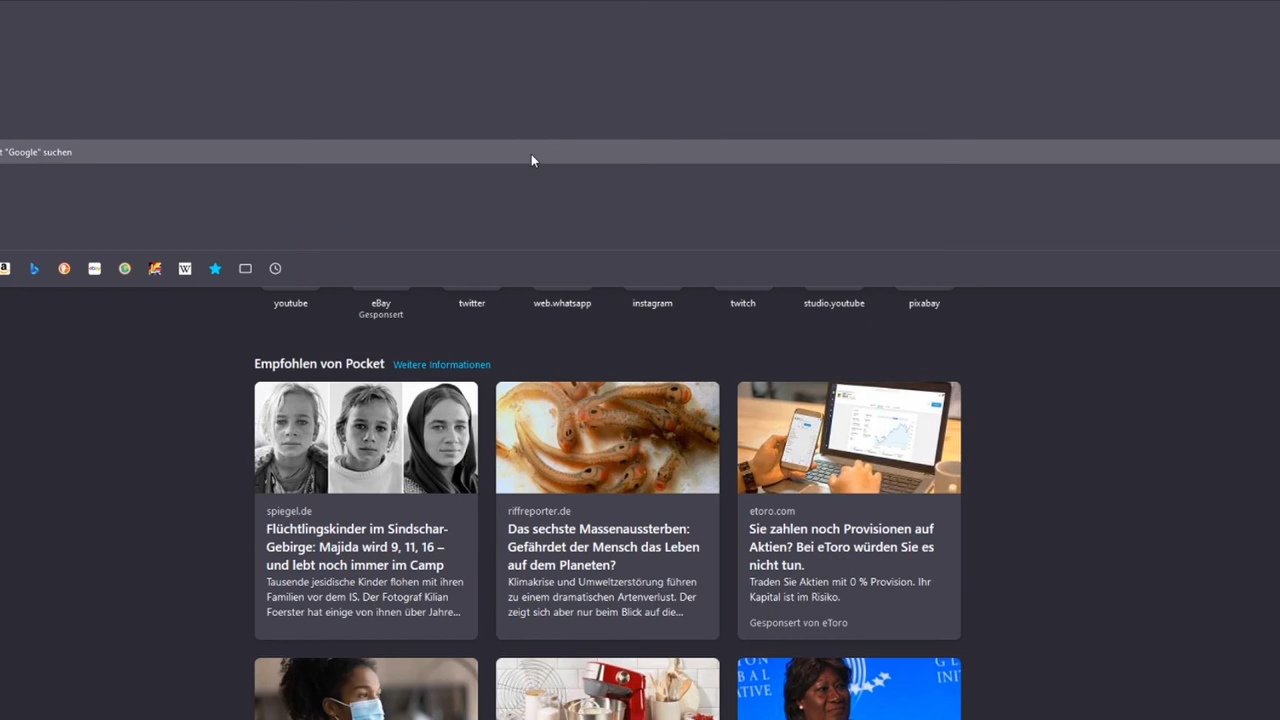 t "Google" suchen
youtube
eBay
twitter
web.whatsapp
instagram
twitch
studio.youtube
pixabay
Gesponsert
Empfohlen von Pocket Weitere Informationen
spiegel.de
Flüchtlingskinder im Sindschar-
Gebirge: Majida wird 9, 11, 16 –
und lebt noch immer im Camp
Tausende jesidische Kinder flohen mit ihren
Familien vor dem IS. Der Fotograf Kilian
Foerster hat einige von ihnen über Jahre...
riffreporter.de
Das sechste Massenaussterben:
Gefährdet der Mensch das Leben
auf dem Planeten?
Klimakrise und Umweltzerstörung führen
zu einem dramatischen Artenverlust. Der
zeigt sich aber nur beim Blick auf die...
etoro.com
Sie zahlen noch Provisionen auf
Aktien? Bei eToro würden Sie es
nicht tun.
Traden Sie Aktien mit 0 % Provision. Ihr
Kapital ist im Risiko.
Gesponsert von eToro